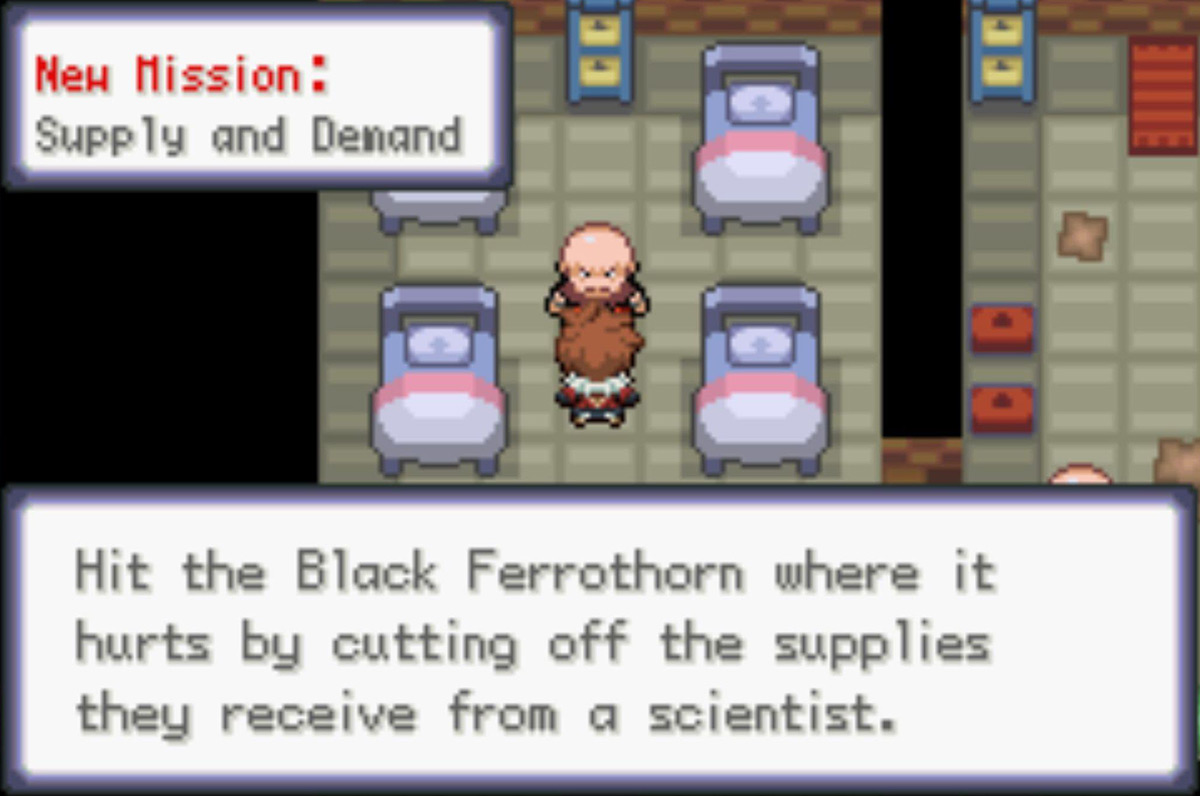 New Mission:
Supply and Demand
Hit the Black Ferrothorn where it
hurts by cutting off the supplies
they receive from a scientist.